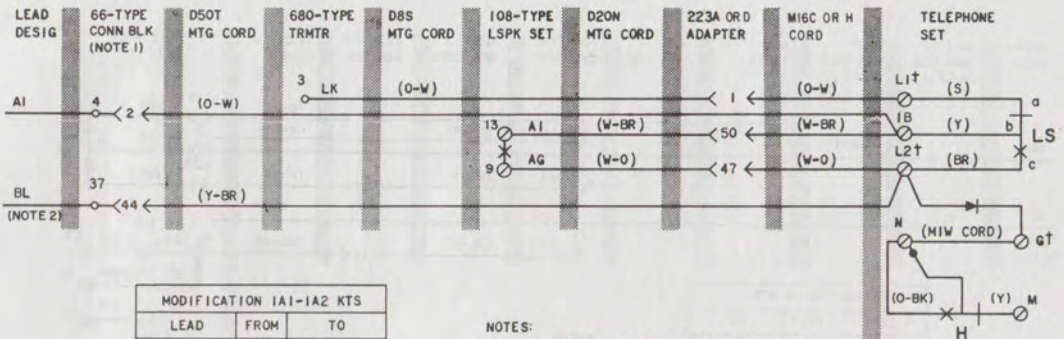 LEAD DESIG
66-TYPE CONN BLK (NOTE 1)
D50T MTG CORD
680-TYPE TRMTR
D8S MTG CORD
108-TYPE LSPK SET
D20N MTG CORD
223A OR D ADAPTER
M16C OR H CORD
TELEPHONE SET
3 LK (O-W) 1 (O-W) L1† (S) a
A1 4 2 (O-W) 13 A1 (W-BR) 50 (W-BR) 1B (Y) b LS
9 AG (W-O) 47 (W-O) L2† (BR) c
BL (NOTE 2) 37 44 (Y-BR)
N (M1W CORD) G†
(O-BK) (Y) M
H
MODIFICATION 1A1-1A2 KTS
LEAD FROM TO
NOTES: